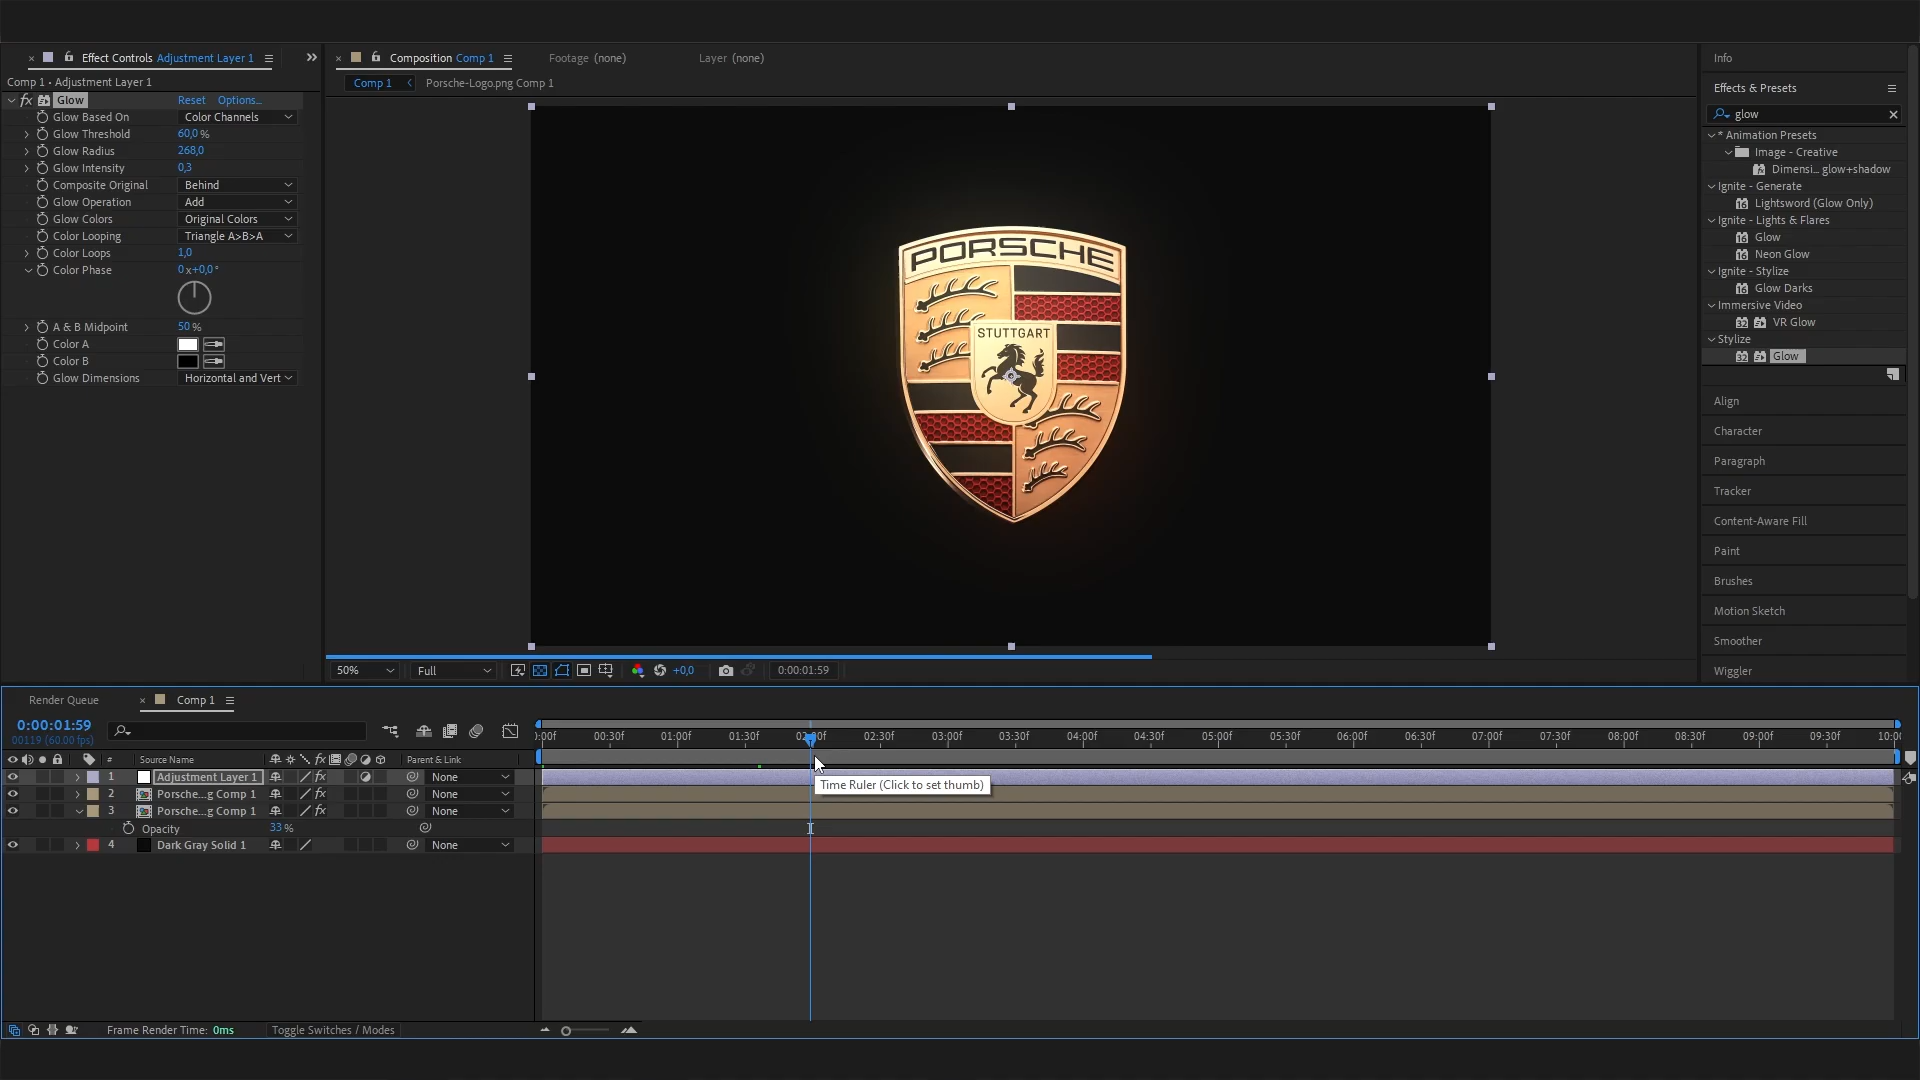 Effect Controls Adjustment Layer 1
Comp 1 • Adjustment Layer 1
fx Glow Reset Options...
Glow Based On Color Channels
Glow Threshold 60,0 %
Glow Radius 268,0
Glow Intensity 0,3
Composite Original Behind
Glow Operation Add
Glow Colors Original Colors
Color Looping Triangle A>B>A
Color Loops 1,0
Color Phase 0 x+0,0 °
A & B Midpoint 50 %
Color A
Color B
Glow Dimensions Horizontal and Vert
Composition Comp 1 Footage (none) Layer (none)
Comp 1 Porsche-Logo.png Comp 1
PORSCHE
STUTTGART
50% Full +0,0 0:00:01:59
Info
Effects & Presets
glow
* Animation Presets
Image - Creative
Dimensi... glow+shadow
Ignite - Generate
Lightsword (Glow Only)
Ignite - Lights & Flares
Glow
Neon Glow
Ignite - Stylize
Glow Darks
Immersive Video
VR Glow
Stylize
Glow
Align
Character
Paragraph
Tracker
Content-Aware Fill
Paint
Brushes
Motion Sketch
Smoother
Wiggler
Render Queue Comp 1
0:00:01:59
00119 (60.00 fps)
:00f 00:30f 01:00f 01:30f 02:00f 02:30f 03:00f 03:30f 04:00f 04:30f 05:00f 05:30f 06:00f 06:30f 07:00f 07:30f 08:00f 08:30f 09:30f 10:00
# Source Name fx Parent & Link
1 Adjustment Layer 1 fx None
2 Porsche...g Comp 1 fx None
3 Porsche...g Comp 1 fx None
Opacity 33 %
4 Dark Gray Solid 1 None
Time Ruler (Click to set thumb)
Frame Render Time: 0ms Toggle Switches / Modes